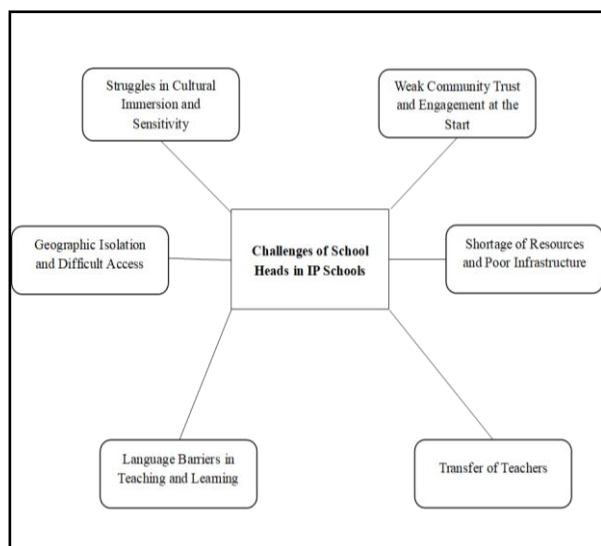 Struggles in Cultural
Immersion and
Sensitivity
Weak Community Trust
and Engagement at the
Start
Geographic Isolation
and Difficult Access
Challenges of School
Heads in IP Schools
Shortage of Resources
and Poor Infrastructure
Language Barriers in
Teaching and Learning
Transfer of Teachers